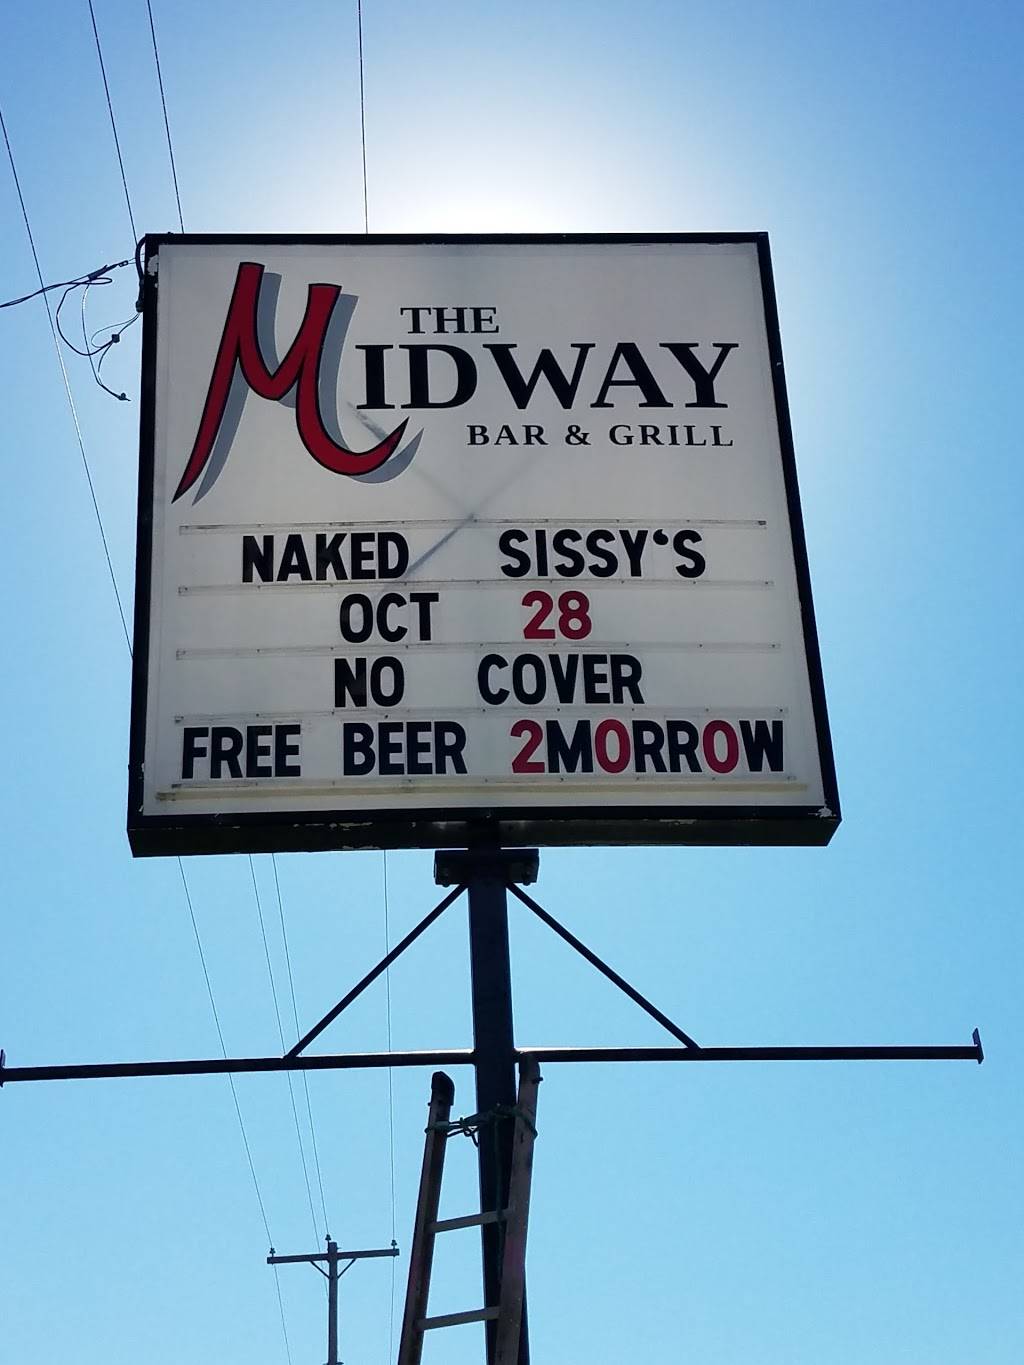 THE
MIDWAY
BAR & GRILL
NAKED SISSY'S
OCT 28
NO COVER
FREE BEER 2MORROW